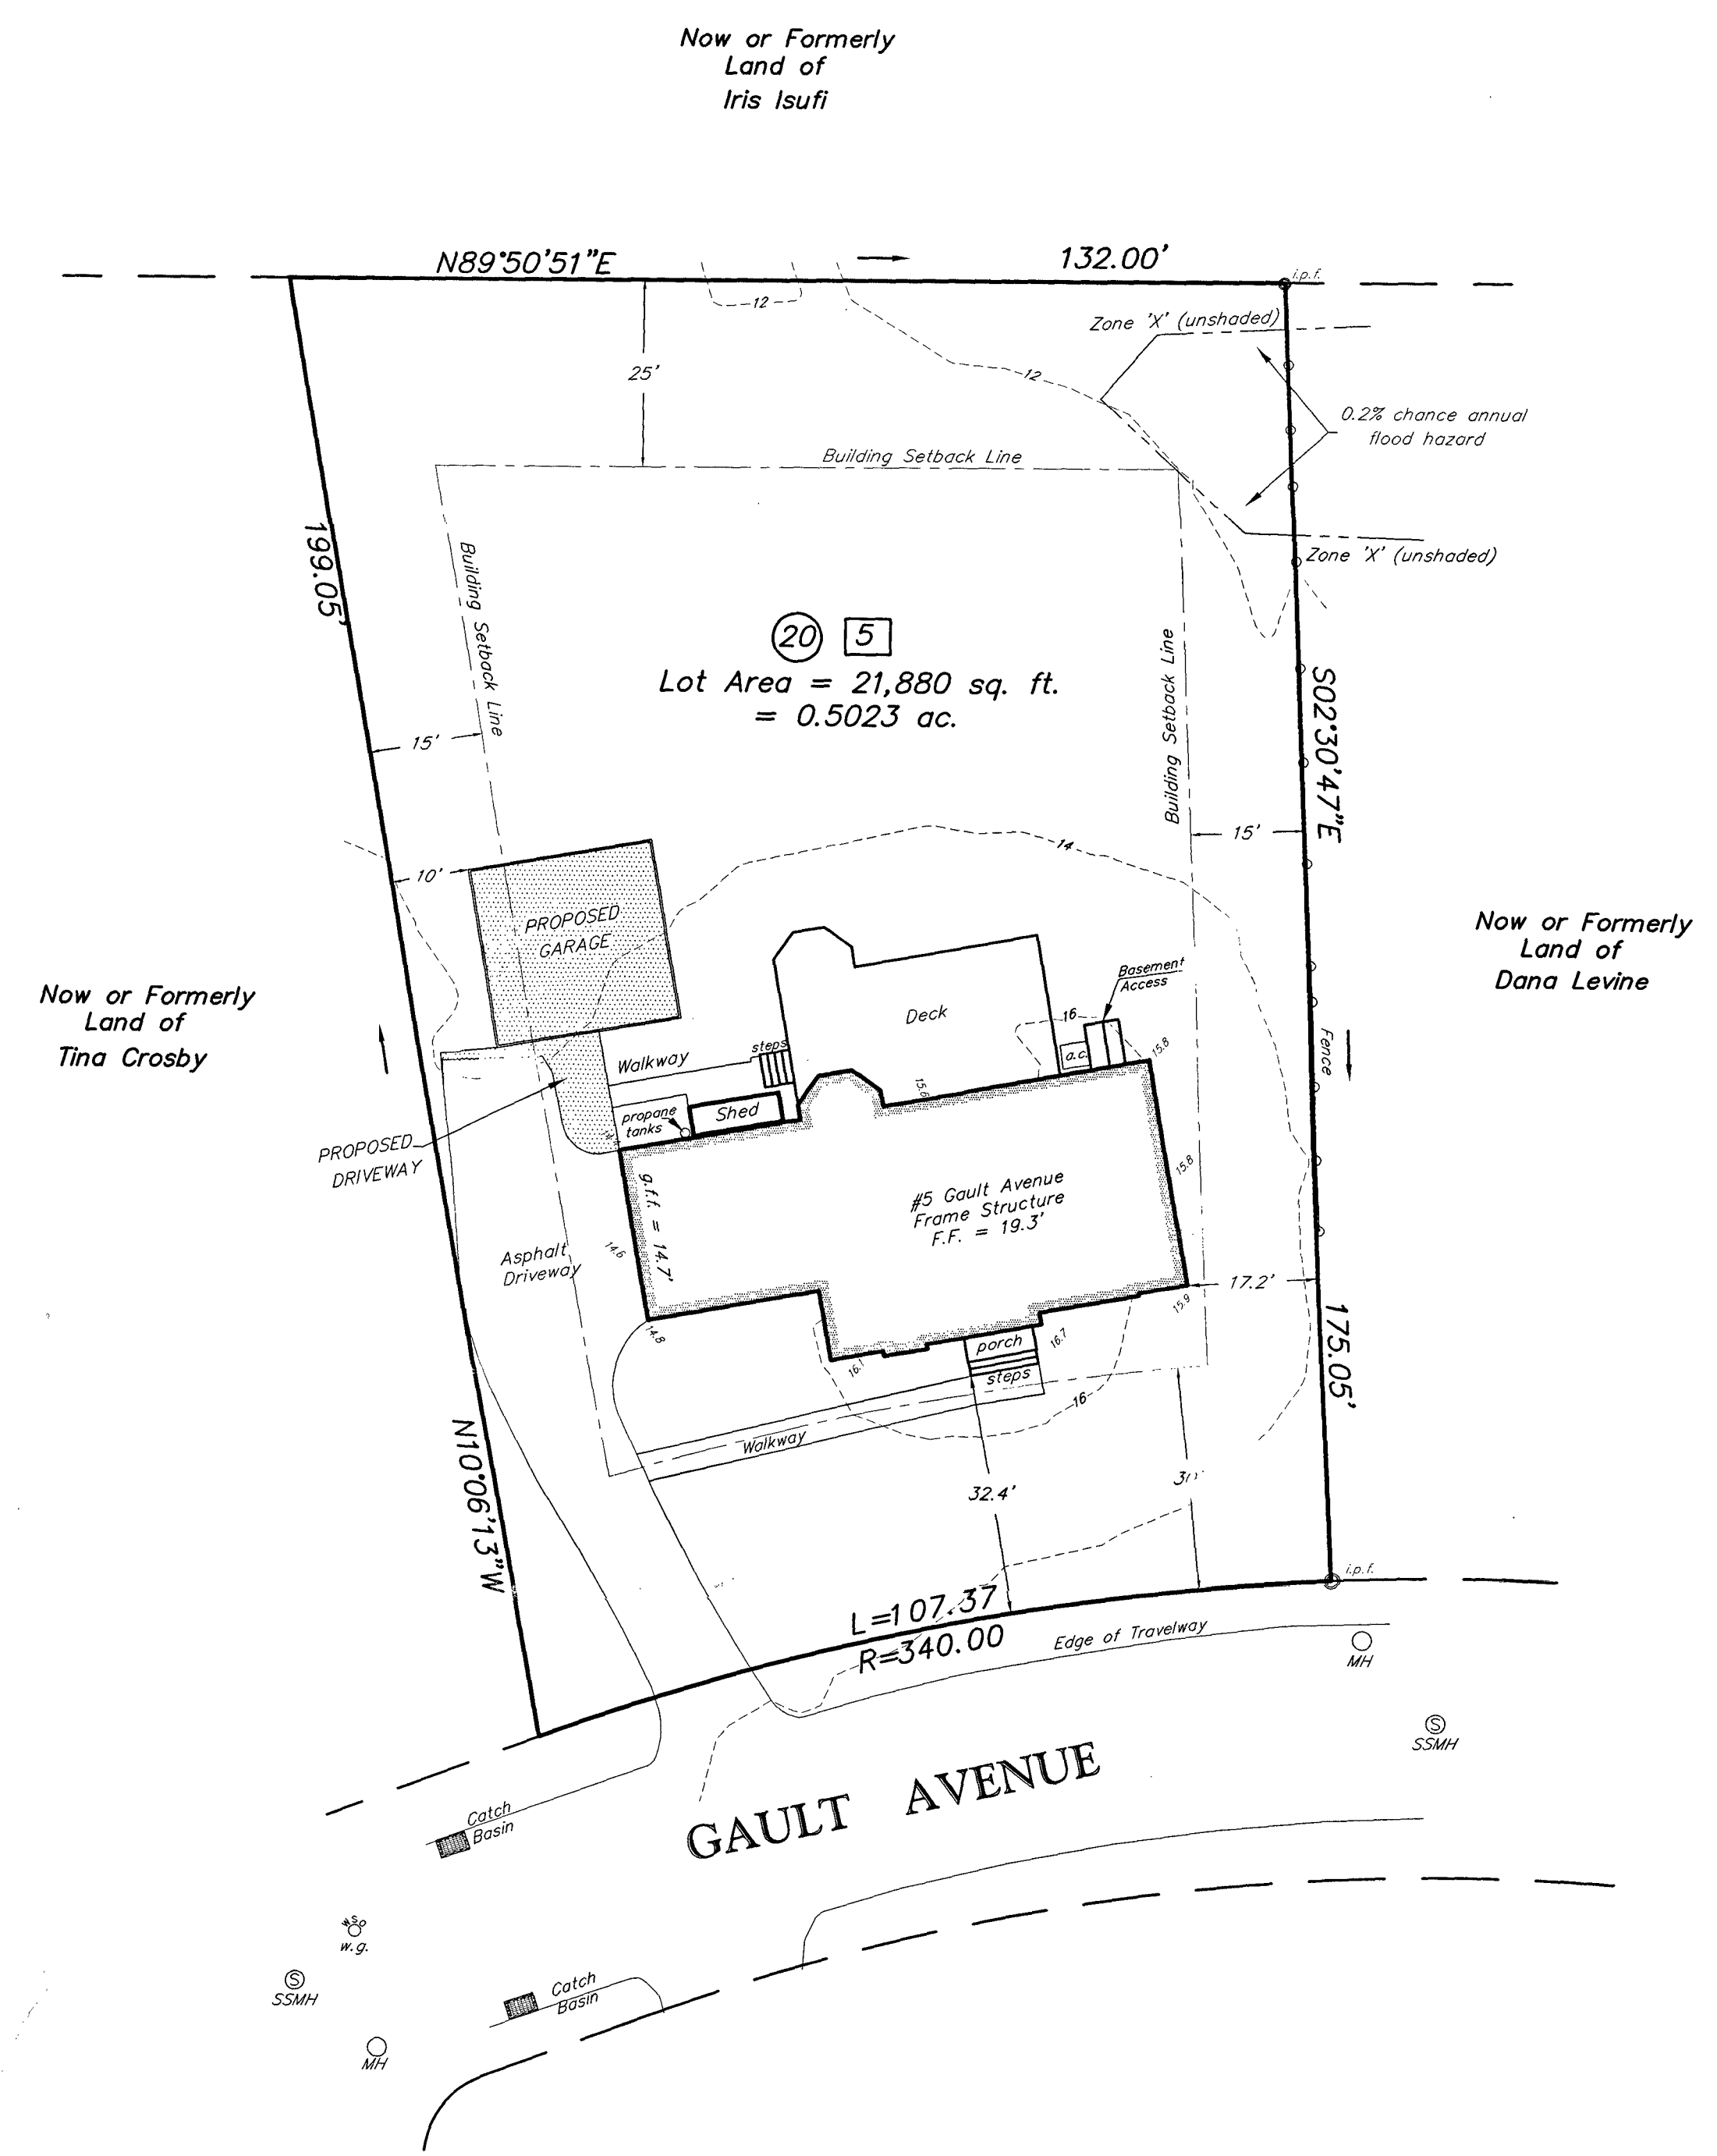 Now or Formerly
Land of
Iris Isufi
N89°50'51"E
132.00'
i.p.f.
12
Zone 'X' (unshaded)
25'
12
0.2% chance annual
flood hazard
Building Setback Line
199.05'
Building Setback Line
Zone 'X' (unshaded)
20 5
Lot Area = 21,880 sq. ft.
= 0.5023 ac.
Building Setback Line
S02°30'47"E
15'
15'
14
10'
PROPOSED
GARAGE
Now or Formerly
Land of
Dana Levine
Basement
Access
Now or Formerly
Land of
Tina Crosby
Deck
16
a.c.
15.8
Fence
steps
Walkway
15.6
propane
tanks
Shed
PROPOSED
DRIVEWAY
g.f.f. = 14.7'
#5 Gault Avenue
Frame Structure
F.F. = 19.3'
15.8
14.6
Asphalt
Driveway
17.2'
15.9
14.8
16.1
porch
16.7
steps
175.05'
16
Walkway
N10°06'13"W
32.4'
L=107.37
R=340.00
i.p.f.
Edge of Travelway
MH
S
SSMH
GAULT AVENUE
Catch
Basin
wso
w.g.
S
SSMH
Catch
Basin
MH